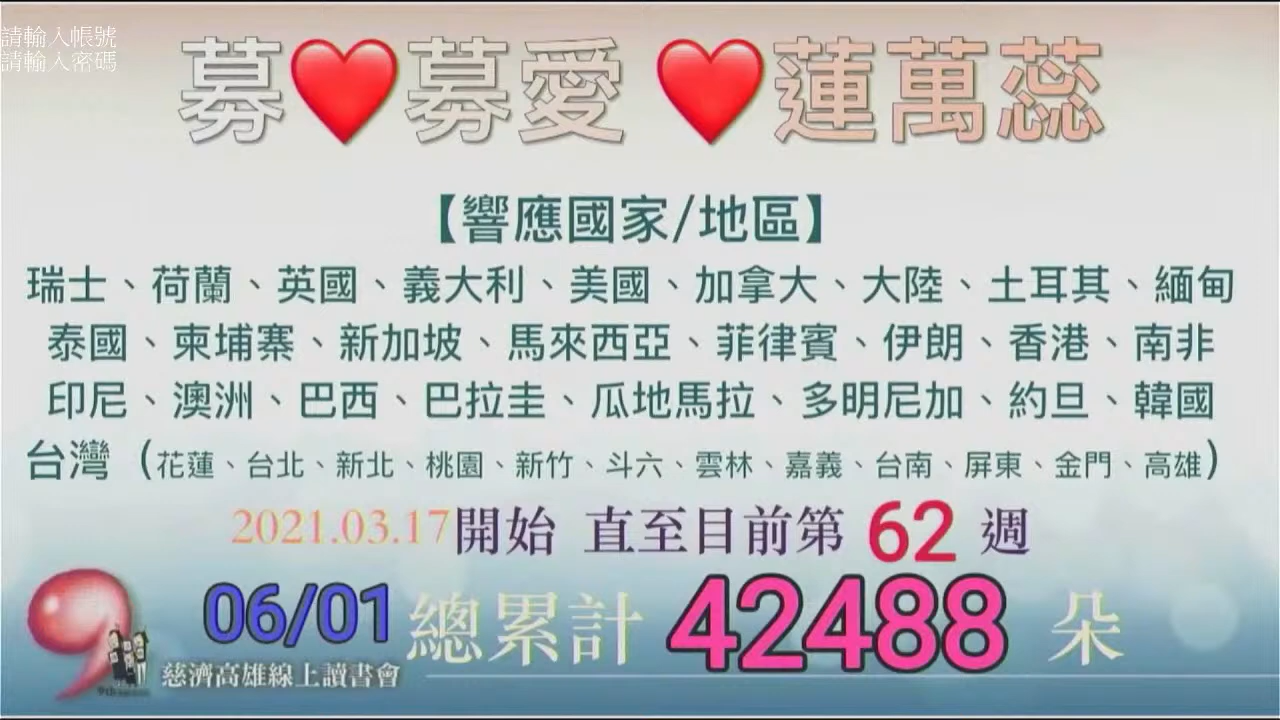 請輸入帳號
請輸入密碼
募❤️募愛 ❤️蓮萬蕊
【響應國家/地區】
瑞士、荷蘭、英國、義大利、美國、加拿大、大陸、土耳其、緬甸
泰國、柬埔寨、新加坡、馬來西亞、菲律賓、伊朗、香港、南非
印尼、澳洲、巴西、巴拉圭、瓜地馬拉、多明尼加、約旦、韓國
台灣（花蓮、台北、新北、桃園、新竹、斗六、雲林、嘉義、台南、屏東、金門、高雄）
2021.03.17開始 直至目前第 62 週
06/01 總累計 42488 朵
慈濟高雄線上讀書會